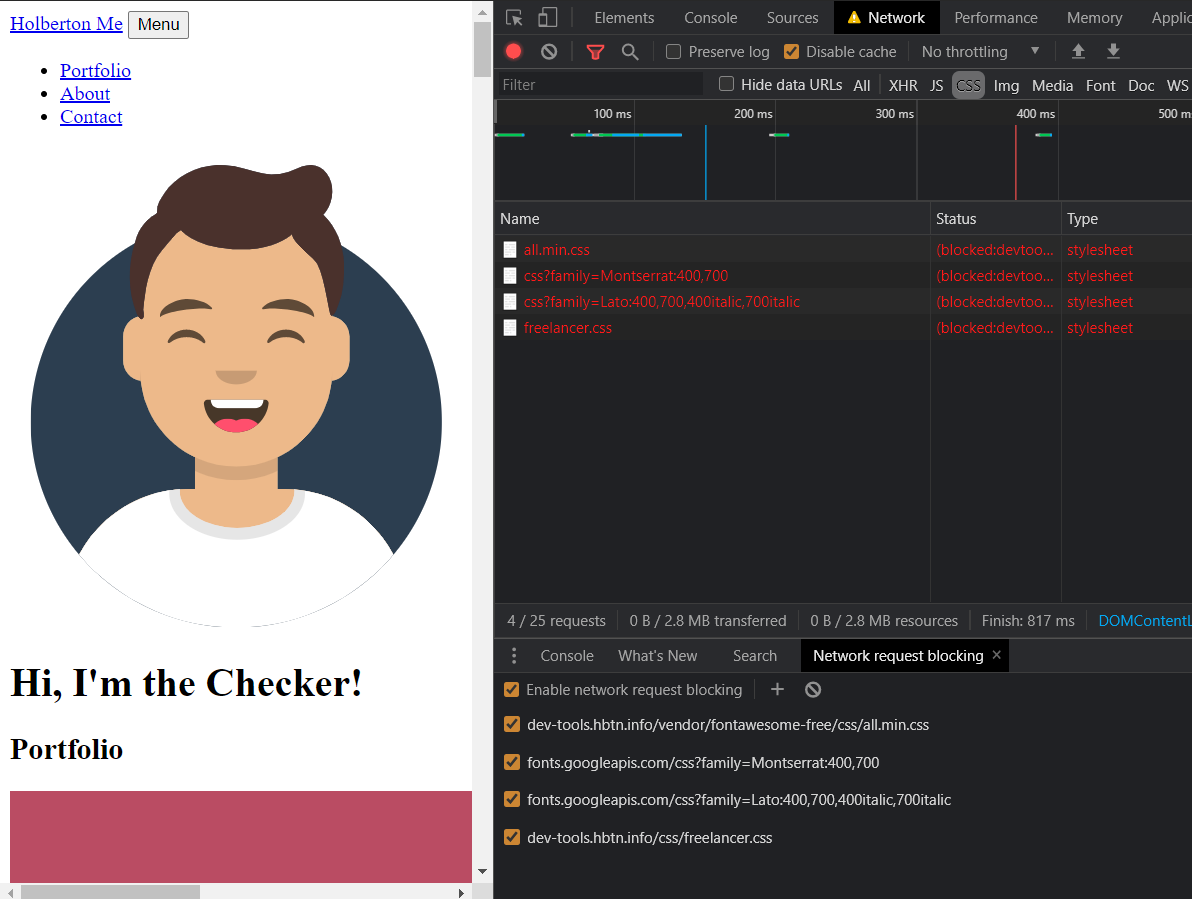 Holberton Me Menu
Portfolio
About
Contact
Hi, I'm the Checker!
Portfolio
Elements Console Sources Network Performance Memory Applic
Preserve log Disable cache No throttling
Filter Hide data URLs All XHR JS CSS Img Media Font Doc WS
100 ms 200 ms 300 ms 400 ms 500 ms
Name Status Type
all.min.css (blocked:devtoo... stylesheet
css?family=Montserrat:400,700 (blocked:devtoo... stylesheet
css?family=Lato:400,700,400italic,700italic (blocked:devtoo... stylesheet
freelancer.css (blocked:devtoo... stylesheet
4 / 25 requests 0 B / 2.8 MB transferred 0 B / 2.8 MB resources Finish: 817 ms DOMContentL
Console What's New Search Network request blocking ×
Enable network request blocking
dev-tools.hbtn.info/vendor/fontawesome-free/css/all.min.css
fonts.googleapis.com/css?family=Montserrat:400,700
fonts.googleapis.com/css?family=Lato:400,700,400italic,700italic
dev-tools.hbtn.info/css/freelancer.css